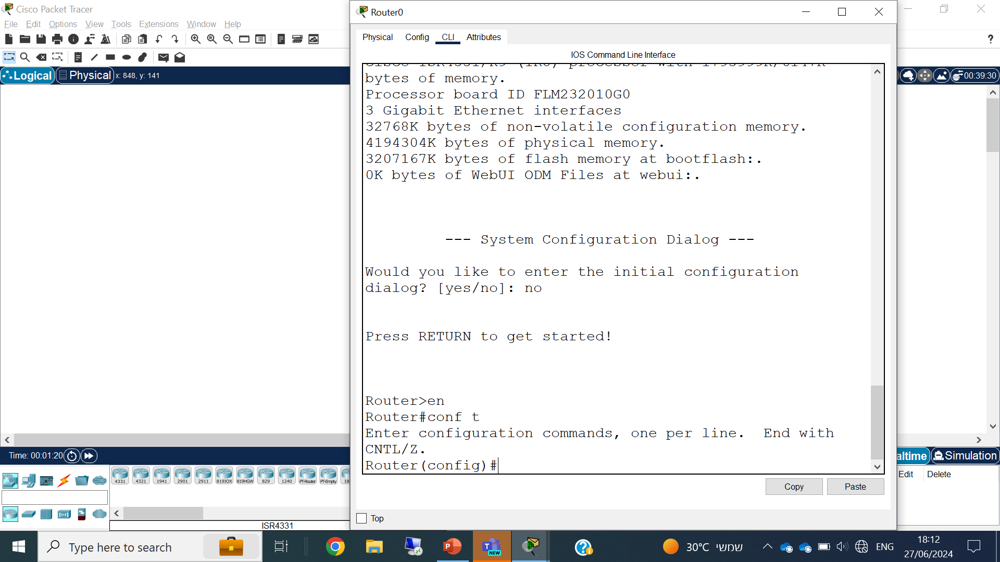 Cisco Packet Tracer
File Edit Options View Tools Extensions Window Help
Logical Physical x: 848, y: 141
Router0
Physical Config CLI Attributes
IOS Command Line Interface
bytes of memory.
Processor board ID FLM232010G0
3 Gigabit Ethernet interfaces
32768K bytes of non-volatile configuration memory.
4194304K bytes of physical memory.
3207167K bytes of flash memory at bootflash:.
0K bytes of WebUI ODM Files at webui:.
--- System Configuration Dialog ---
Would you like to enter the initial configuration
dialog? [yes/no]: no
Press RETURN to get started!
Router>en
Router#conf t
Enter configuration commands, one per line.  End with
CNTL/Z.
Router(config)#
Copy Paste
Top
?
00:39:30
Time: 00:01:20
altime Simulation
Edit Delete
4331 4321 1941 2901 2911 819IOX 819HGW 829 1240 PT-Router PT-Empty 18
ISR4331
Type here to search
NEW
30°C שמשי
ENG
18:12
27/06/2024